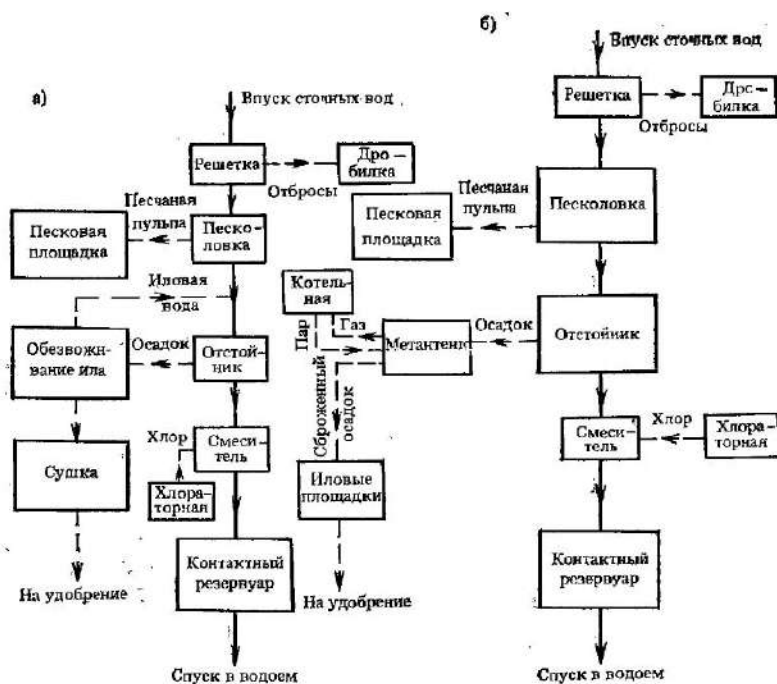 а)
Впуск сточных вод
Решетка
Дро-
билка
Отбросы
Песчаная
пульпа
Песко-
ловка
Песковая
площадка
Иловая
вода
Обезвожи-
вание ила
Осадок
Отстой-
ник
Хлор
Смеси-
тель
Сушка
Хлора-
торная
Контактный
резервуар
На удобрение
Спуск в водоем
б)
Впуск сточных вод
Решетка
Дро-
билка
Отбросы
Песчаная
пульпа
Песколовка
Песковая
площадка
Котель-
ная
Пар
Газ
Метантенк
Осадок
Отстойник
Сброженный
осадок
Хлор
Смеси-
тель
Хлора-
торная
Иловые
площадки
Контактный
резервуар
На удобрение
Спуск в водоем